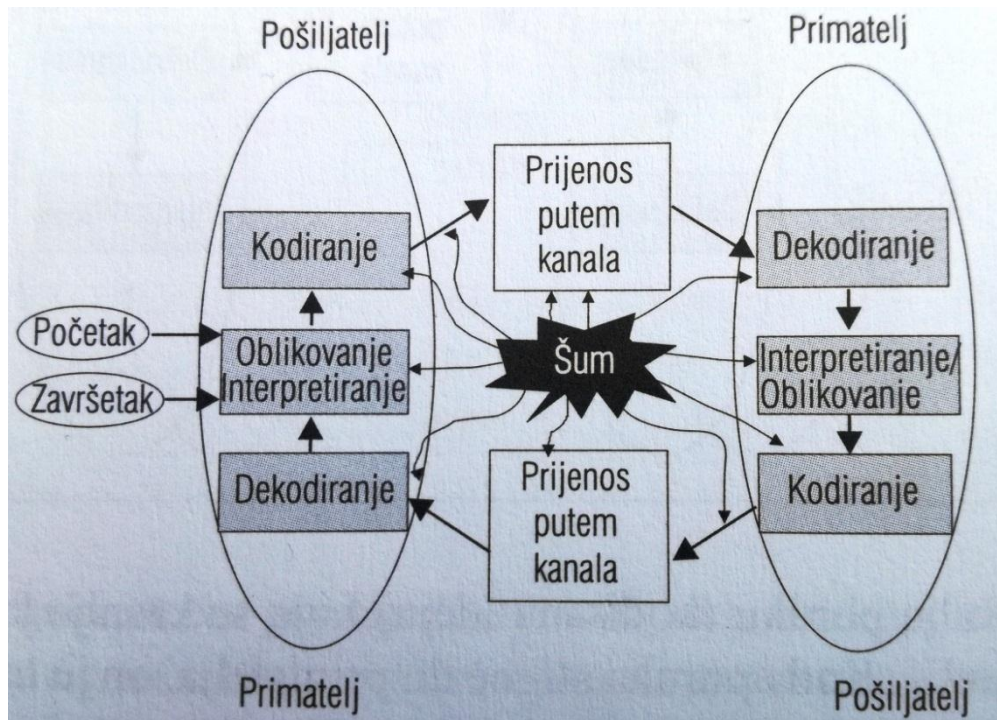 Pošiljatelj
Primatelj
Kodiranje
Prijenos
putem
kanala
Dekodiranje
Početak
Oblikovanje
Interpretiranje
Šum
Interpretiranje/
Oblikovanje
Završetak
Dekodiranje
Prijenos
putem
kanala
Kodiranje
Primatelj
Pošiljatelj